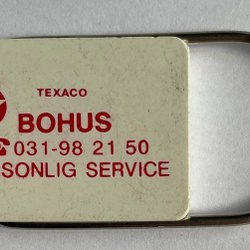 TEXACO
BOHUS
☎031-98 21 50
SONLIG SERVICE